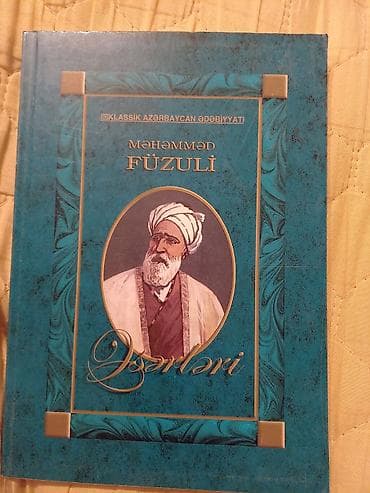 KLASSİK AZƏRBAYCAN ƏDƏBİYYATI
MƏHƏMMƏD
FÜZULİ
Əsərləri